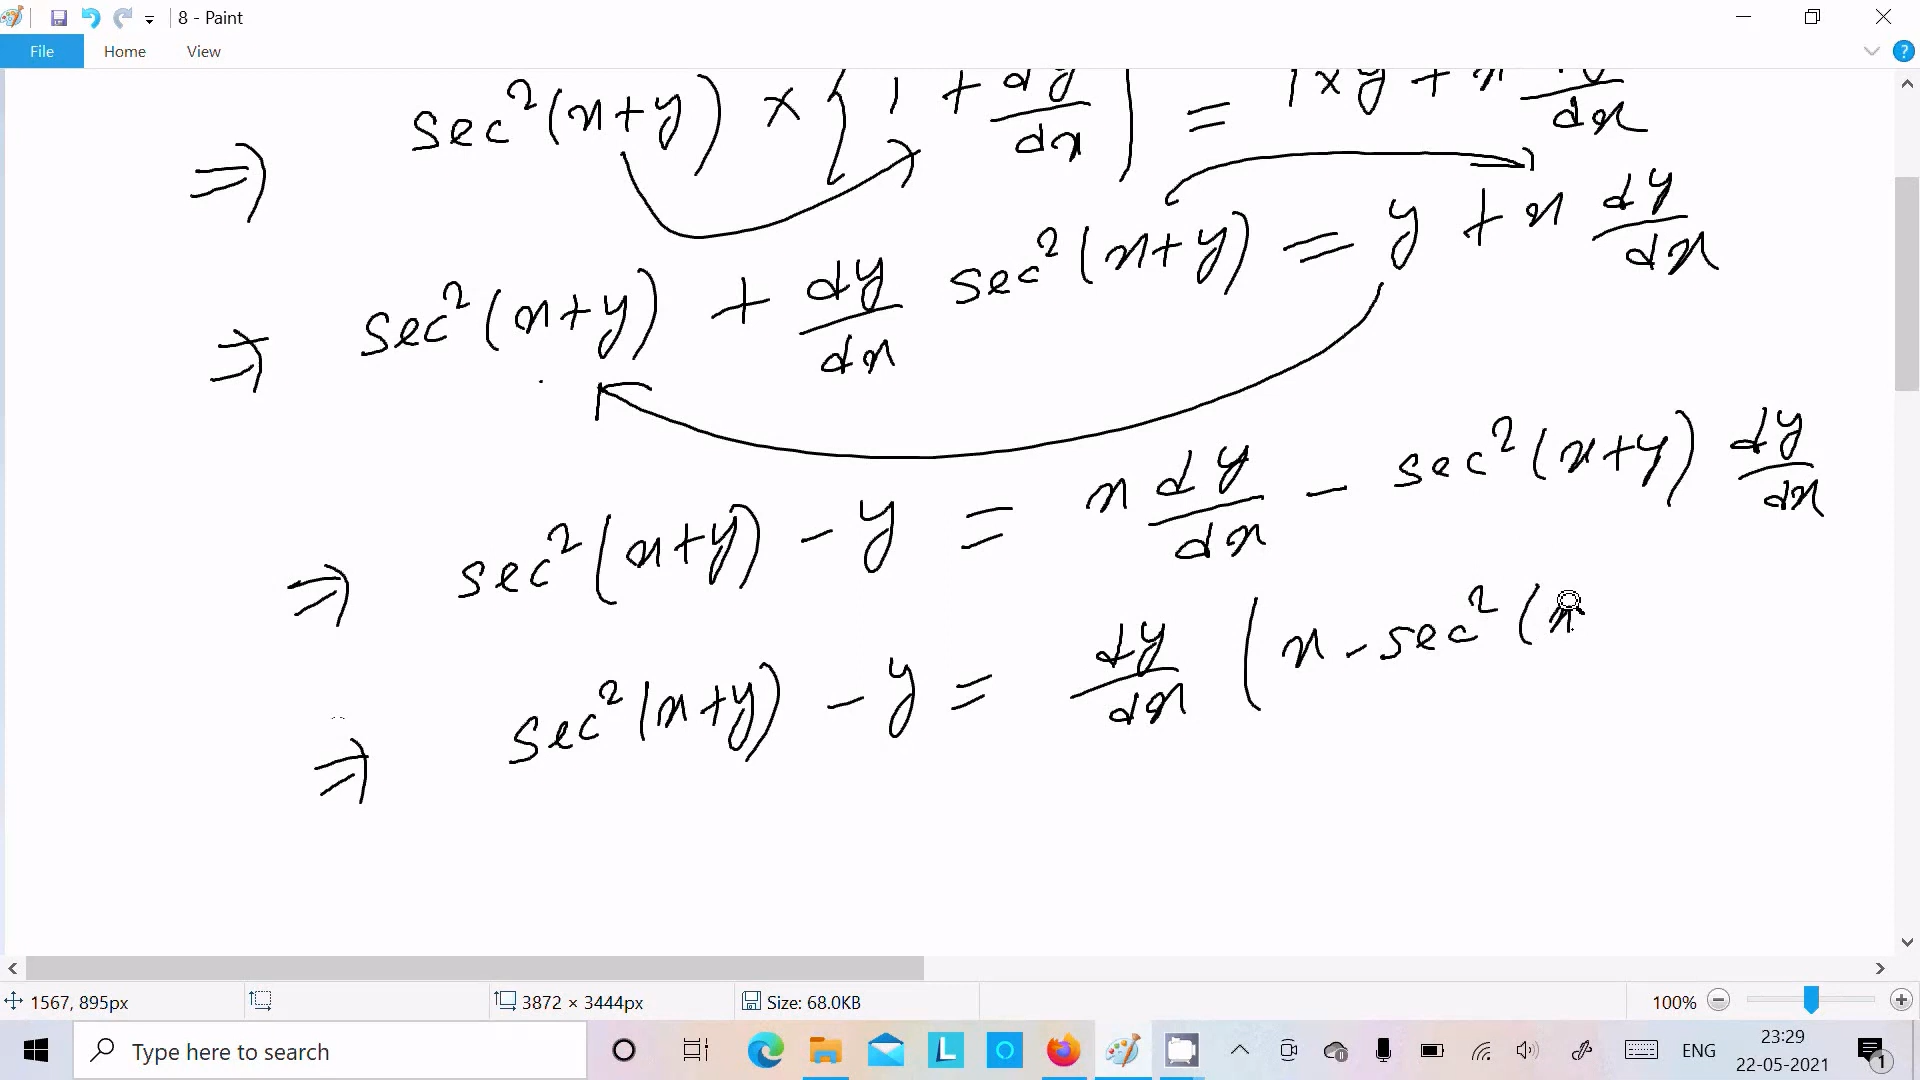 8 - Paint
File Home View
⇒ sec²(x+y) × { 1 + dy/dx } = 1×y + x dy/dx
⇒ sec²(x+y) + dy/dx sec²(x+y) = y + x dy/dx
⇒ sec²(x+y) - y = x dy/dx - sec²(x+y) dy/dx
⇒ sec²(x+y) - y = dy/dx ( x - sec²(x
1567, 895px 3872 × 3444px Size: 68.0KB 100%
Type here to search ENG 23:29
22-05-2021 1